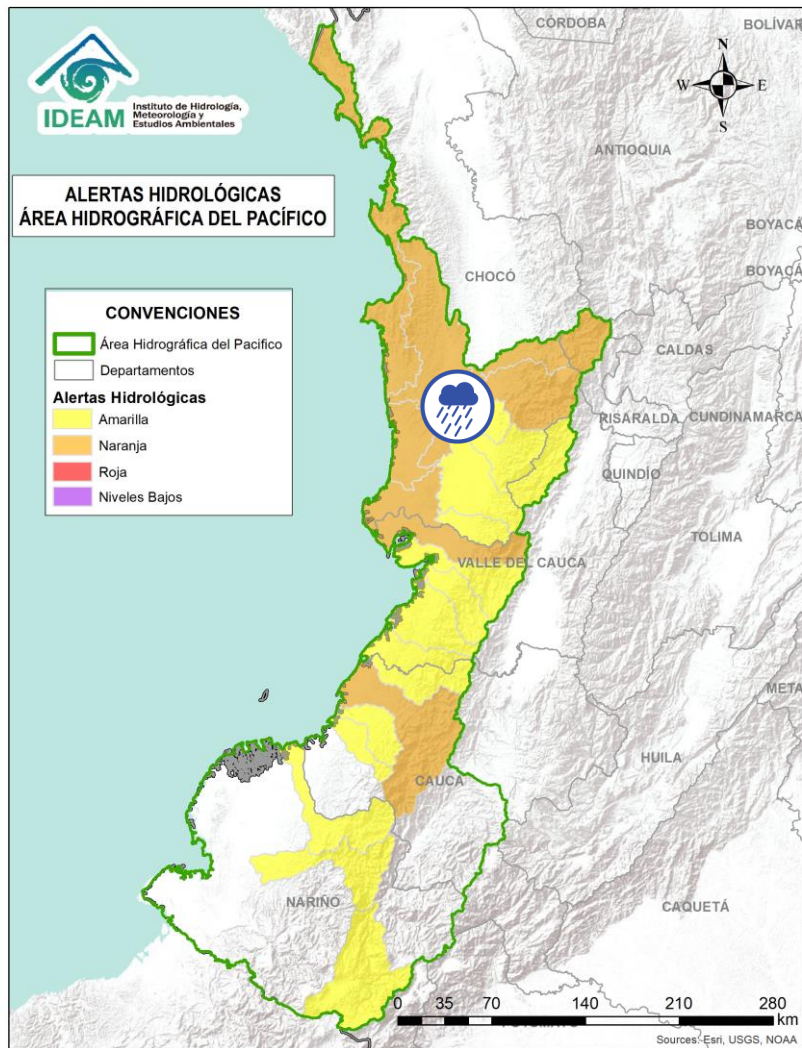 IDEAM
Instituto de Hidrología,
Meteorología y
Estudios Ambientales
ALERTAS HIDROLÓGICAS
ÁREA HIDROGRÁFICA DEL PACÍFICO
CONVENCIONES
Área Hidrográfica del Pacifico
Departamentos
Alertas Hidrológicas
Amarilla
Naranja
Roja
Niveles Bajos
N
W E
S
CÓRDOBA
BOLÍVAR
ANTIOQUIA
BOYACÁ
CHOCÓ
BOYACÁ
CALDAS
RISARALDA
CUNDINAMARCA
QUINDÍO
TOLIMA
VALLE DEL CAUCA
META
HUILA
CAUCA
NARIÑO
CAQUETÁ
0 35 70 140 210 280
km
Sources: Esri, USGS, NOAA